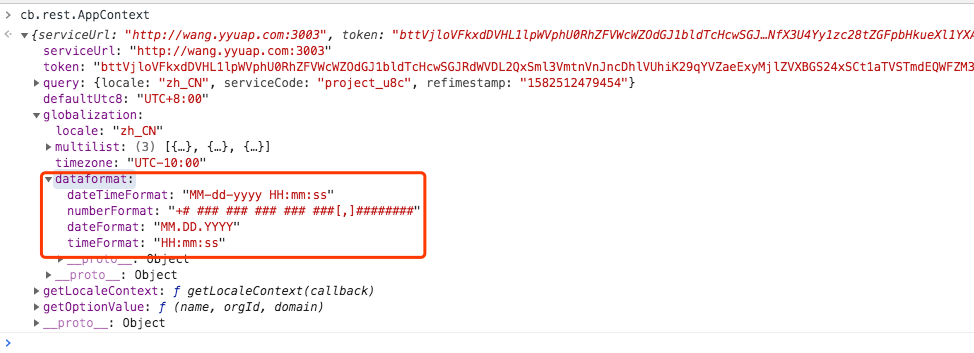 cb.rest.AppContext
{serviceUrl: "http://wang.yyuap.com:3003", token: "bttVjloVFkxdDVHL1lpWVphU0RhZFVWcWZOdGJ1bldTcHcwSGJ…NfX3U4Yy1zc28tZGFpbHkueXl1YXA
serviceUrl: "http://wang.yyuap.com:3003"
token: "bttVjloVFkxdDVHL1lpWVphU0RhZFVWcWZOdGJ1bldTcHcwSGJRdWVDL2QxSml3VmtnVnJncDhlVUhiK29qYVZaeExyMjlZVXBGS24xSCt1aTVSTmdEQWFZM3
query: {locale: "zh_CN", serviceCode: "project_u8c", refimestamp: "1582512479454"}
defaultUtc8: "UTC+8:00"
globalization:
locale: "zh_CN"
multilist: (3) [{…}, {…}, {…}]
timezone: "UTC-10:00"
dataformat:
dateTimeFormat: "MM-dd-yyyy HH:mm:ss"
numberFormat: "+# ### ### ### ### ###[,]########"
dateFormat: "MM.DD.YYYY"
timeFormat: "HH:mm:ss"
__proto__: Object
__proto__: Object
getLocaleContext: ƒ getLocaleContext(callback)
getOptionValue: ƒ (name, orgId, domain)
__proto__: Object